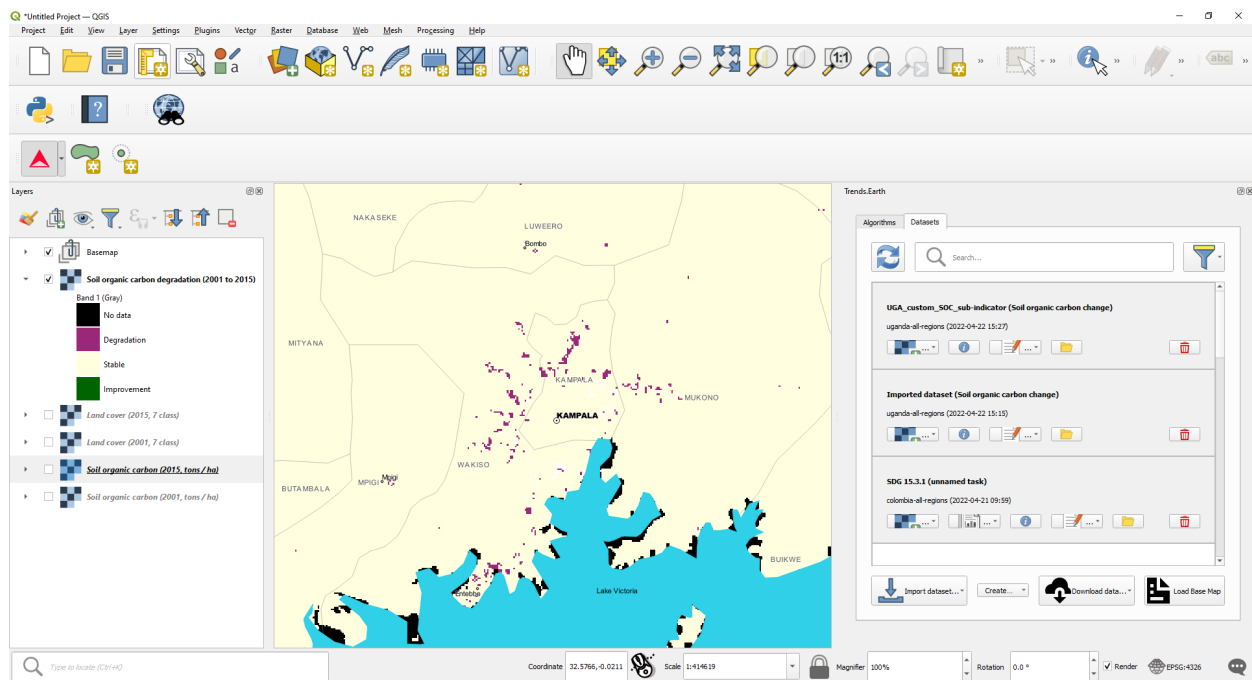 *Untitled Project — QGIS
Project Edit View Layer Settings Plugins Vector Raster Database Web Mesh Processing Help
1:1
abc
a
?
Layers
Basemap
Soil organic carbon degradation (2001 to 2015)
Band 1 (Gray)
No data
Degradation
Stable
Improvement
Land cover (2015, 7 class)
Land cover (2001, 7 class)
Soil organic carbon (2015, tons / ha)
Soil organic carbon (2001, tons / ha)
NAKASEKE
LUWEERO
Bombo
MITYANA
KAMPALA
MUKONO
KAMPALA
WAKISO
Mpigi
MPIGI
BUTAMBALA
BUIKWE
Entebbe
Lake Victoria
Trends.Earth
Algorithms Datasets
Search...
UGA_custom_SOC_sub-indicator (Soil organic carbon change)
uganda-all-regions (2022-04-22 15:27)
... ...
Imported dataset (Soil organic carbon change)
uganda-all-regions (2022-04-22 15:15)
... ...
SDG 15.3.1 (unnamed task)
colombia-all-regions (2022-04-21 09:59)
... ... ...
Import dataset... Create... Download data... Load Base Map
Type to locate (Ctrl+K) Coordinate 32.5766,-0.0211 Scale 1:414619 Magnifier 100% Rotation 0.0 ° Render EPSG:4326